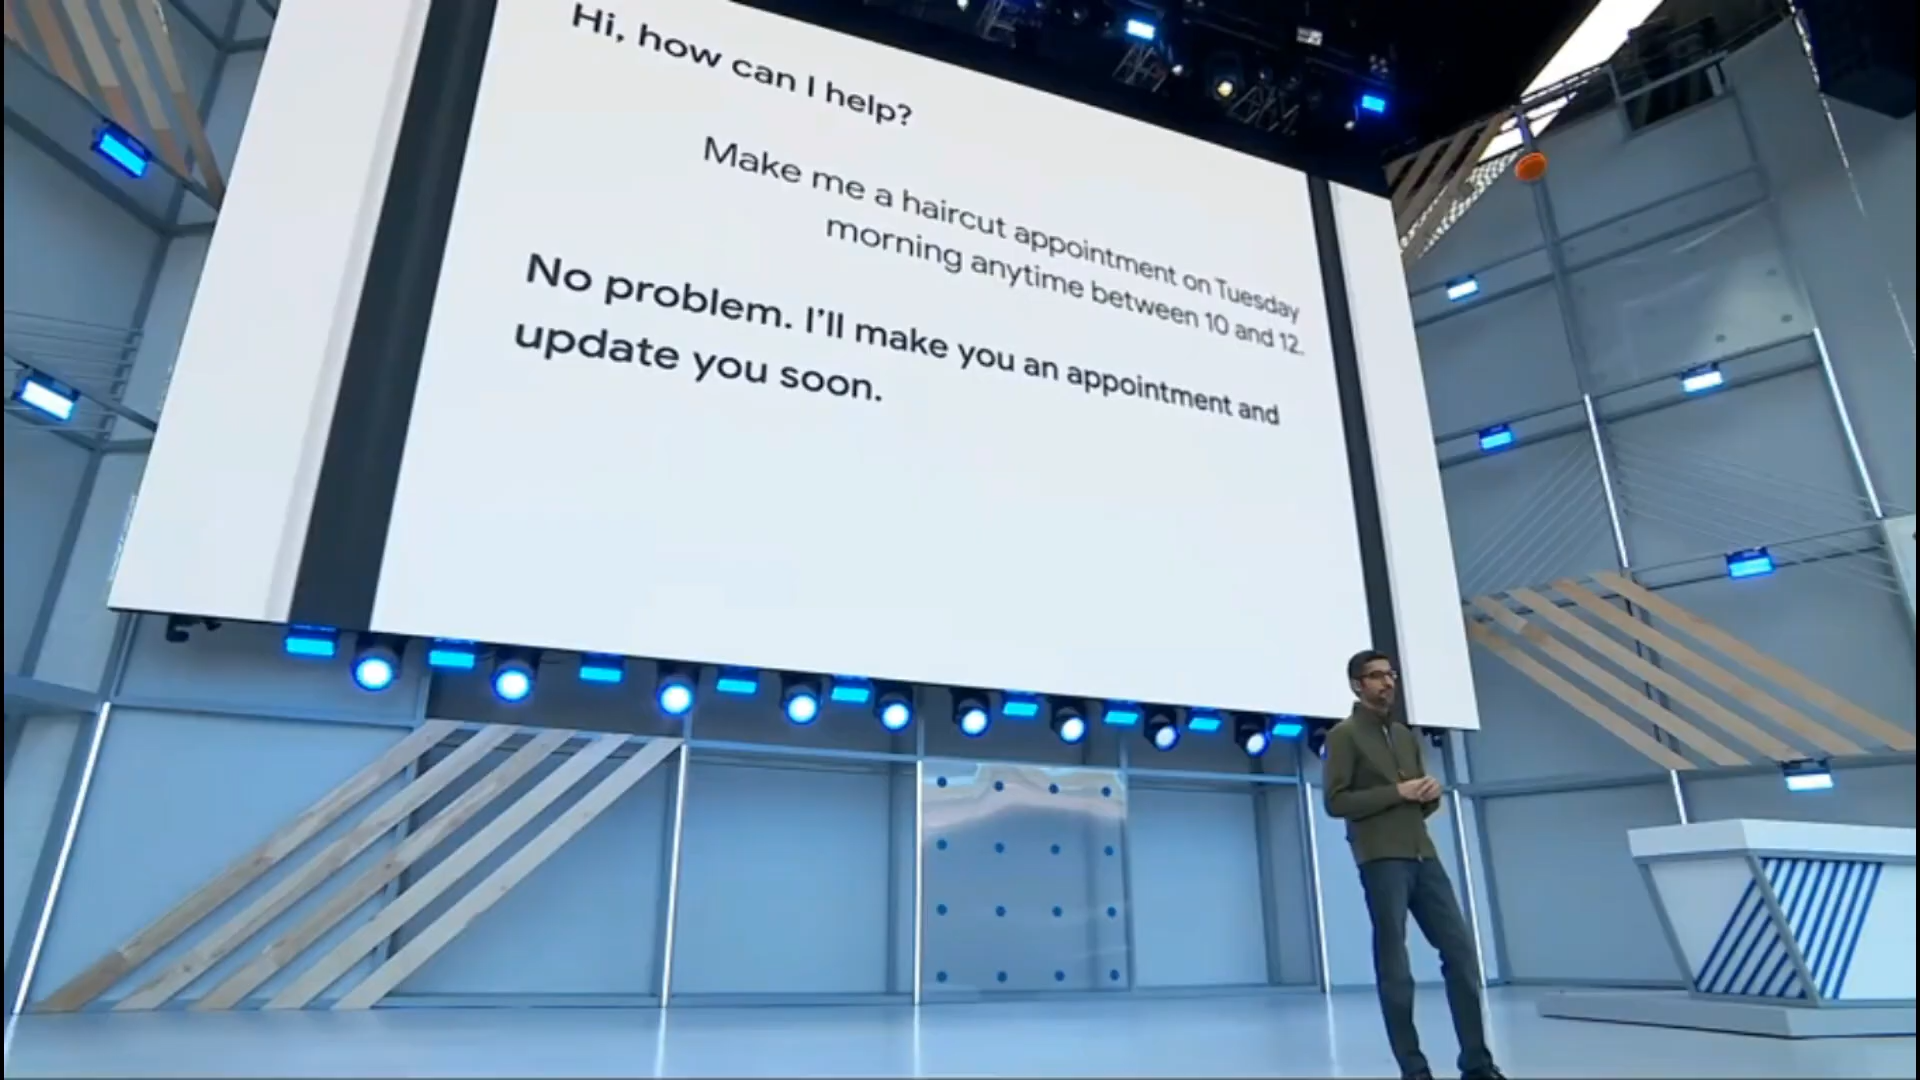 Hi, how can I help?
Make me a haircut appointment on Tuesday
morning anytime between 10 and 12.
No problem. I'll make you an appointment and
update you soon.